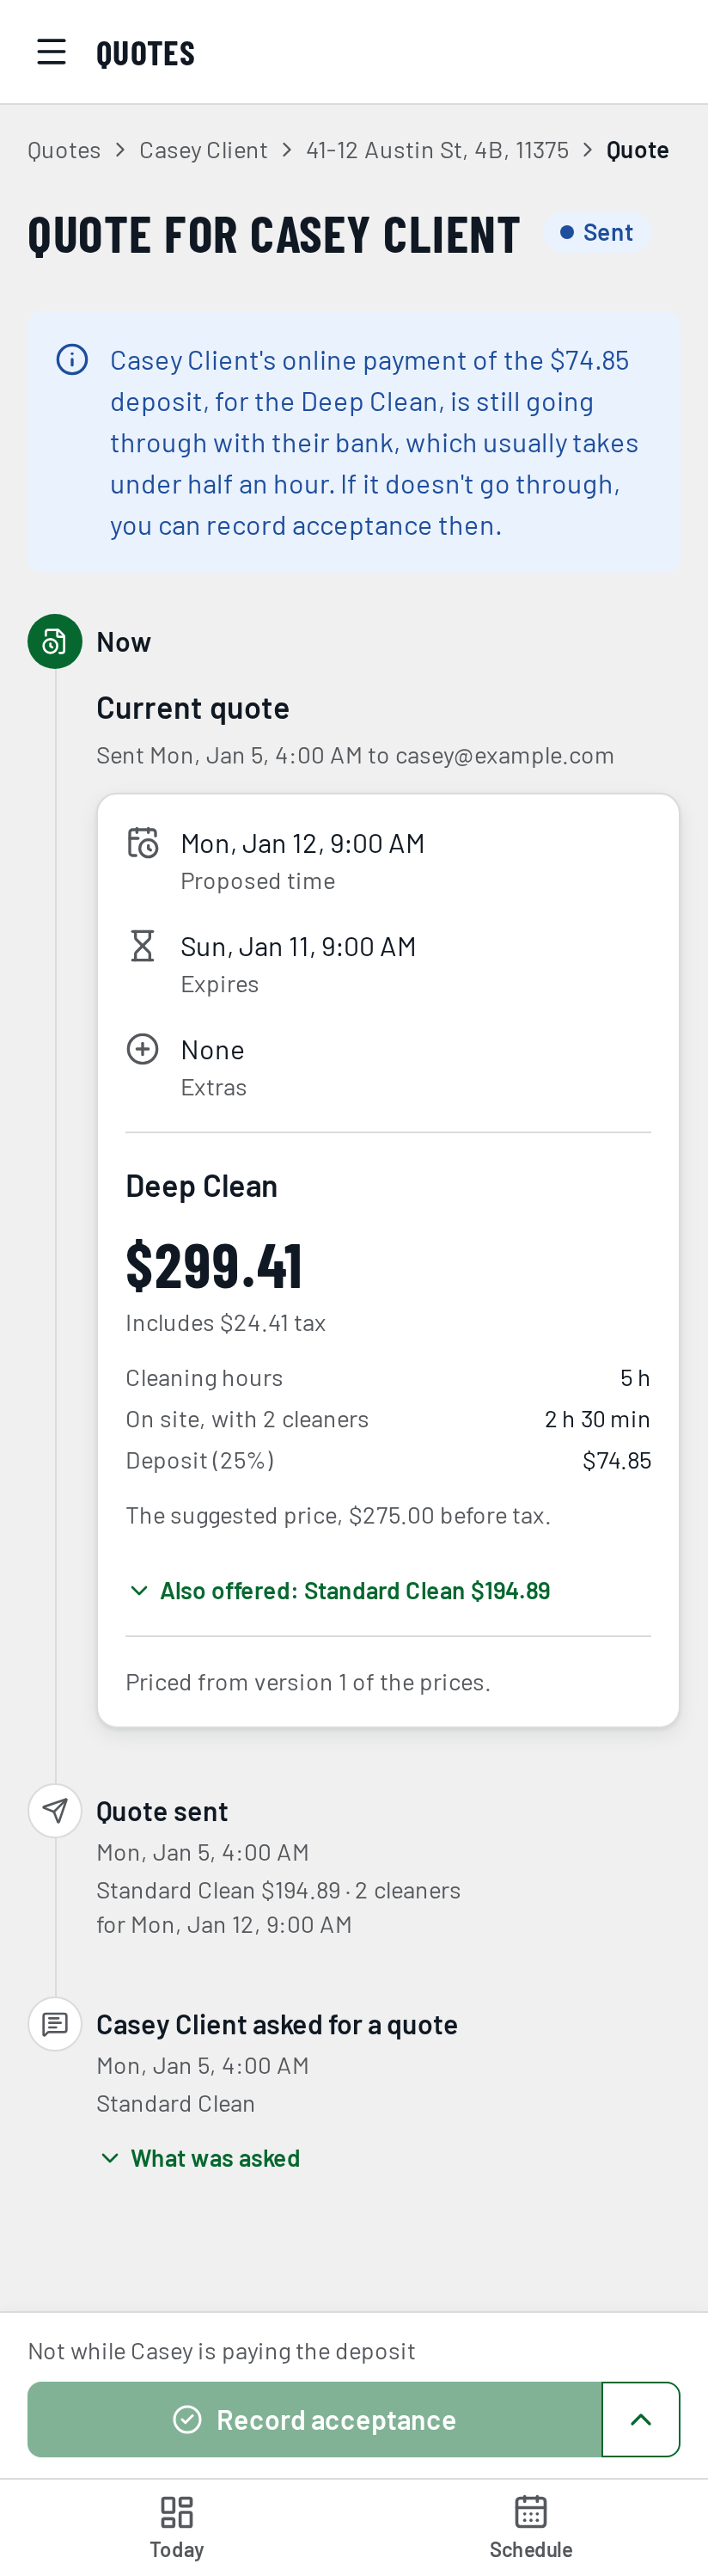 QUOTES
Quotes > Casey Client > 41-12 Austin St, 4B, 11375 > Quote
QUOTE FOR CASEY CLIENT
Sent
Casey Client's online payment of the $74.85
deposit, for the Deep Clean, is still going
through with their bank, which usually takes
under half an hour. If it doesn't go through,
you can record acceptance then.
Now
Current quote
Sent Mon, Jan 5, 4:00 AM to casey@example.com
Mon, Jan 12, 9:00 AM
Proposed time
Sun, Jan 11, 9:00 AM
Expires
None
Extras
Deep Clean
$299.41
Includes $24.41 tax
Cleaning hours 5 h
On site, with 2 cleaners 2 h 30 min
Deposit (25%) $74.85
The suggested price, $275.00 before tax.
Also offered: Standard Clean $194.89
Priced from version 1 of the prices.
Quote sent
Mon, Jan 5, 4:00 AM
Standard Clean $194.89 · 2 cleaners
for Mon, Jan 12, 9:00 AM
Casey Client asked for a quote
Mon, Jan 5, 4:00 AM
Standard Clean
What was asked
Not while Casey is paying the deposit
Record acceptance
Today
Schedule